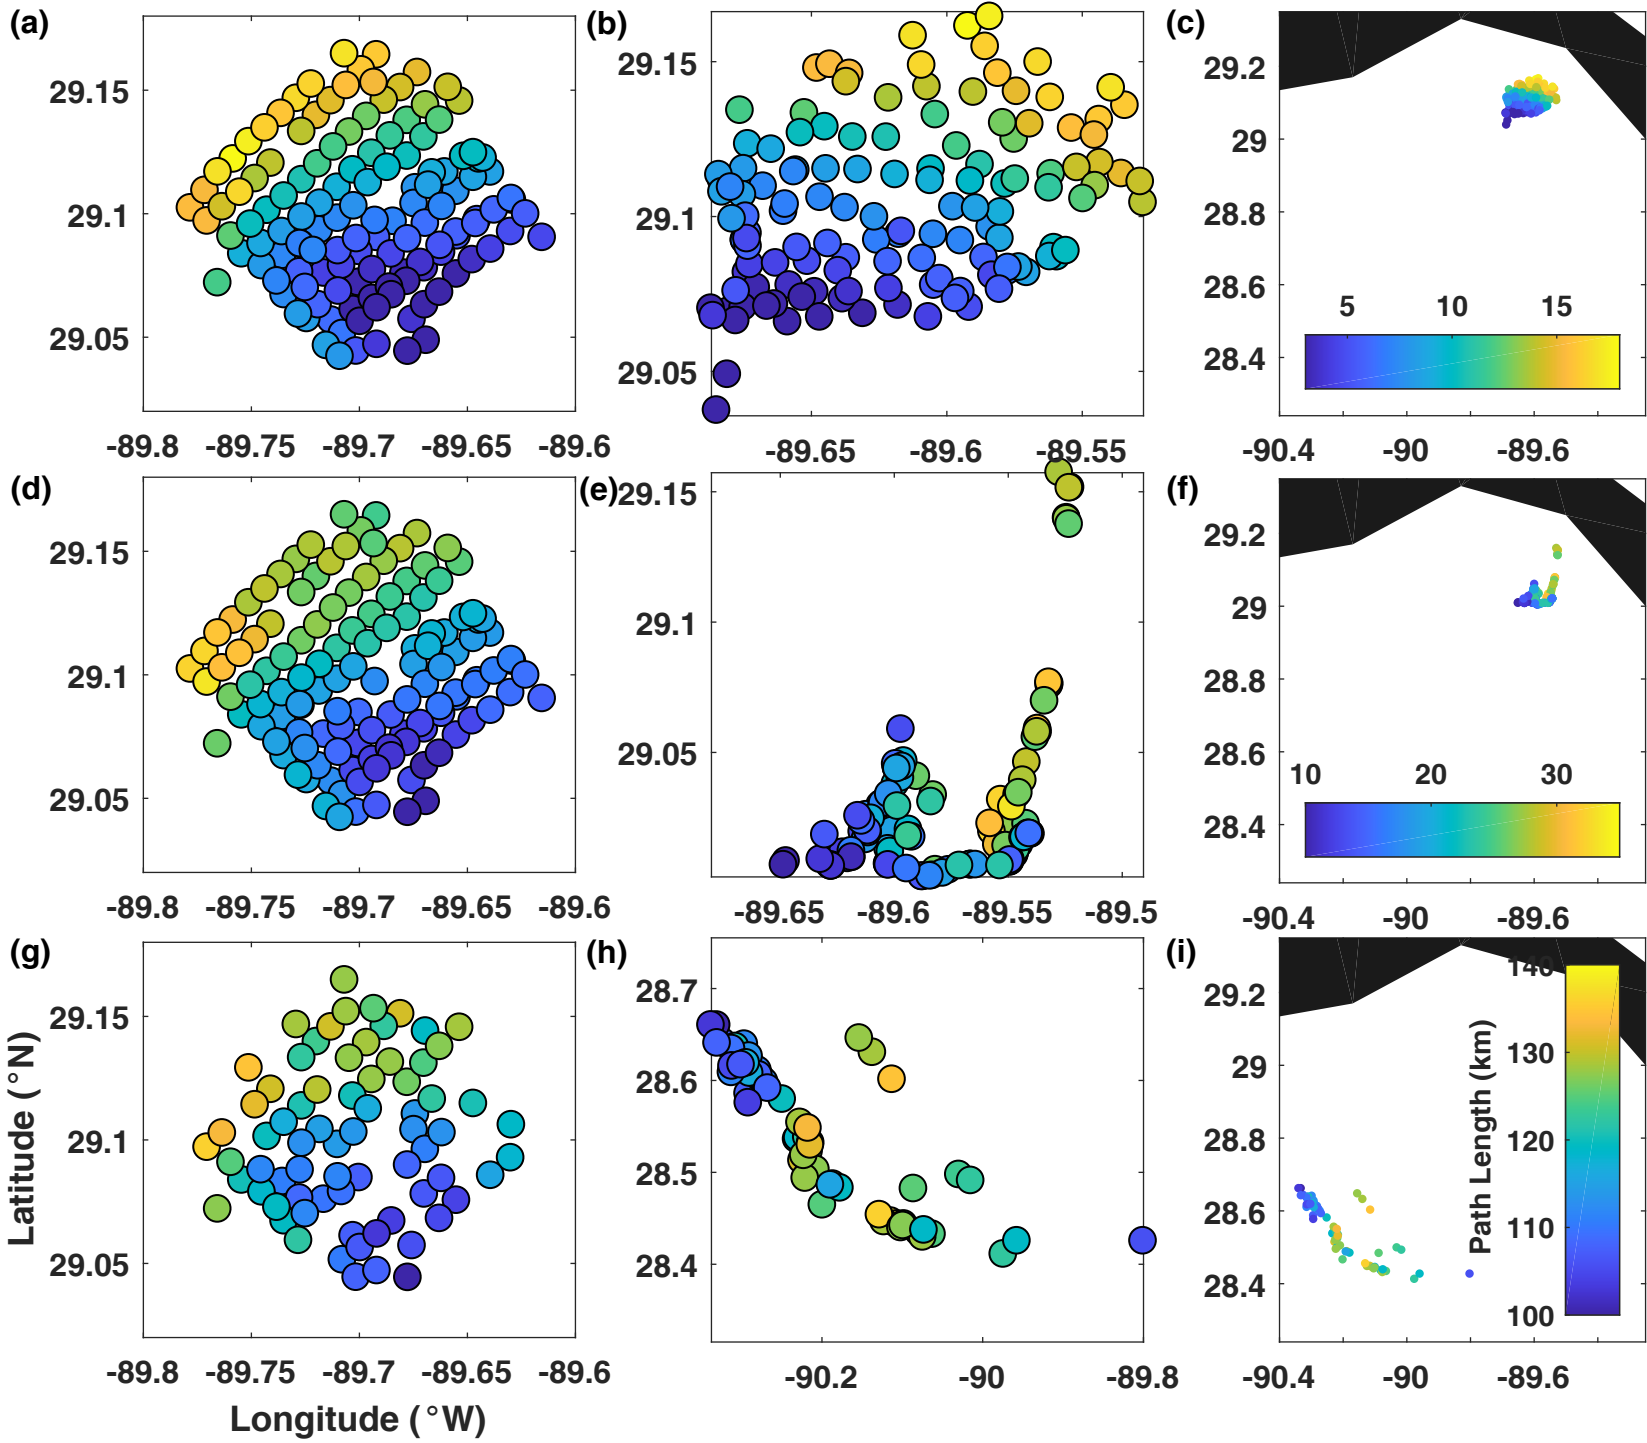 (a)
29.15
29.1
29.05
-89.8 -89.75 -89.7 -89.65 -89.6
(b)
29.15
29.1
29.05
-89.65 -89.6 -89.55
(c)
29.2
29
28.8
28.6
28.4
5 10 15
-90.4 -90 -89.6
(d)
29.15
29.1
29.05
-89.8 -89.75 -89.7 -89.65 -89.6
(e)
29.15
29.1
29.05
-89.65 -89.6 -89.55 -89.5
(f)
29.2
29
28.8
28.6
28.4
10 20 30
-90.4 -90 -89.6
(g)
29.15
29.1
29.05
-89.8 -89.75 -89.7 -89.65 -89.6
Latitude (°N)
Longitude (°W)
(h)
28.7
28.6
28.5
28.4
-90.2 -90 -89.8
(i)
29.2
29
28.8
28.6
28.4
-90.4 -90 -89.6
Path Length (km)
140
130
120
110
100